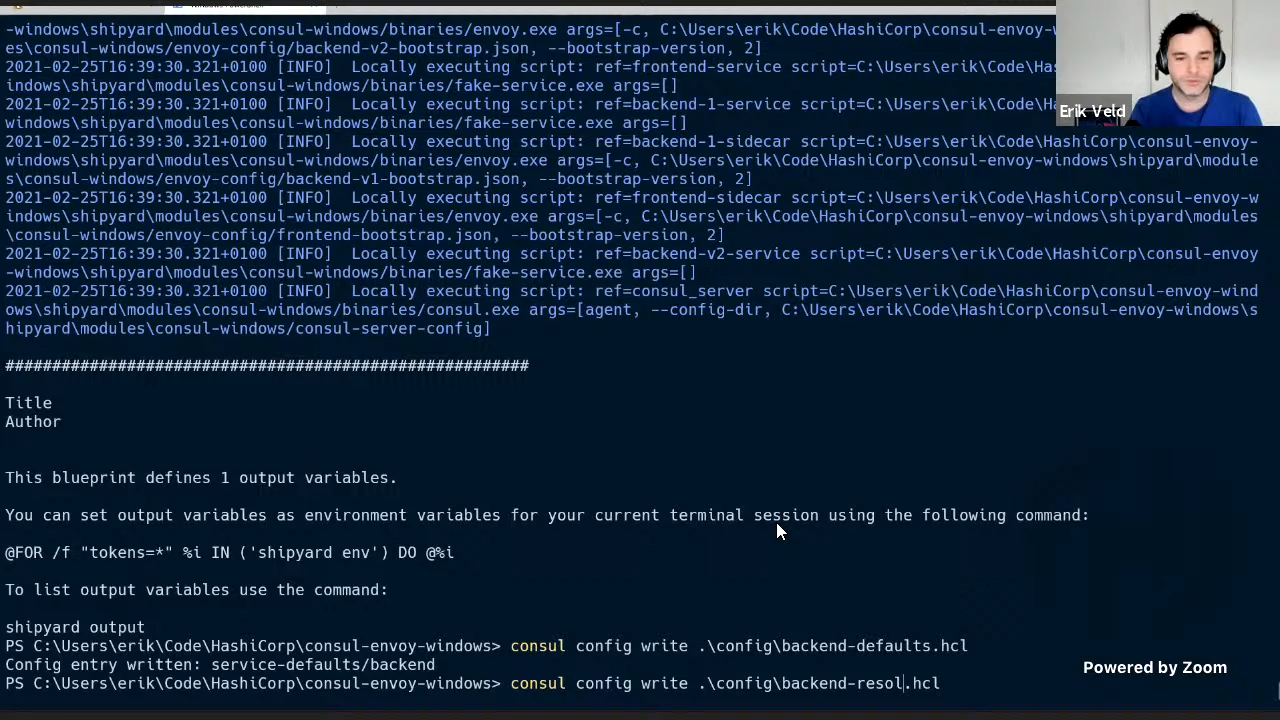 -windows\shipyard\modules\consul-windows/binaries/envoy.exe args=[-c, C:\Users\erik\Code\HashiCorp\consul-envoy-w
es\consul-windows/envoy-config/backend-v2-bootstrap.json, --bootstrap-version, 2]
2021-02-25T16:39:30.321+0100 [INFO]  Locally executing script: ref=frontend-service script=C:\Users\erik\Code\Has
indows\shipyard\modules\consul-windows/binaries/fake-service.exe args=[]
2021-02-25T16:39:30.321+0100 [INFO]  Locally executing script: ref=backend-1-service script=C:\Users\erik\Code\Ha
windows\shipyard\modules\consul-windows/binaries/fake-service.exe args=[]
2021-02-25T16:39:30.321+0100 [INFO]  Locally executing script: ref=backend-1-sidecar script=C:\Users\erik\Code\HashiCorp\consul-envoy-
windows\shipyard\modules\consul-windows/binaries/envoy.exe args=[-c, C:\Users\erik\Code\HashiCorp\consul-envoy-windows\shipyard\module
s\consul-windows/envoy-config/backend-v1-bootstrap.json, --bootstrap-version, 2]
2021-02-25T16:39:30.321+0100 [INFO]  Locally executing script: ref=frontend-sidecar script=C:\Users\erik\Code\HashiCorp\consul-envoy-w
indows\shipyard\modules\consul-windows/binaries/envoy.exe args=[-c, C:\Users\erik\Code\HashiCorp\consul-envoy-windows\shipyard\modules
\consul-windows/envoy-config/frontend-bootstrap.json, --bootstrap-version, 2]
2021-02-25T16:39:30.321+0100 [INFO]  Locally executing script: ref=backend-v2-service script=C:\Users\erik\Code\HashiCorp\consul-envoy
-windows\shipyard\modules\consul-windows/binaries/fake-service.exe args=[]
2021-02-25T16:39:30.321+0100 [INFO]  Locally executing script: ref=consul_server script=C:\Users\erik\Code\HashiCorp\consul-envoy-wind
ows\shipyard\modules\consul-windows/binaries/consul.exe args=[agent, --config-dir, C:\Users\erik\Code\HashiCorp\consul-envoy-windows\s
hipyard\modules\consul-windows/consul-server-config]
########################################################
Title
Author
This blueprint defines 1 output variables.
You can set output variables as environment variables for your current terminal session using the following command:
@FOR /f "tokens=*" %i IN ('shipyard env') DO @%i
To list output variables use the command:
shipyard output
PS C:\Users\erik\Code\HashiCorp\consul-envoy-windows> consul config write .\config\backend-defaults.hcl
Config entry written: service-defaults/backend
PS C:\Users\erik\Code\HashiCorp\consul-envoy-windows> consul config write .\config\backend-resol.hcl
Erik Veld
Powered by Zoom